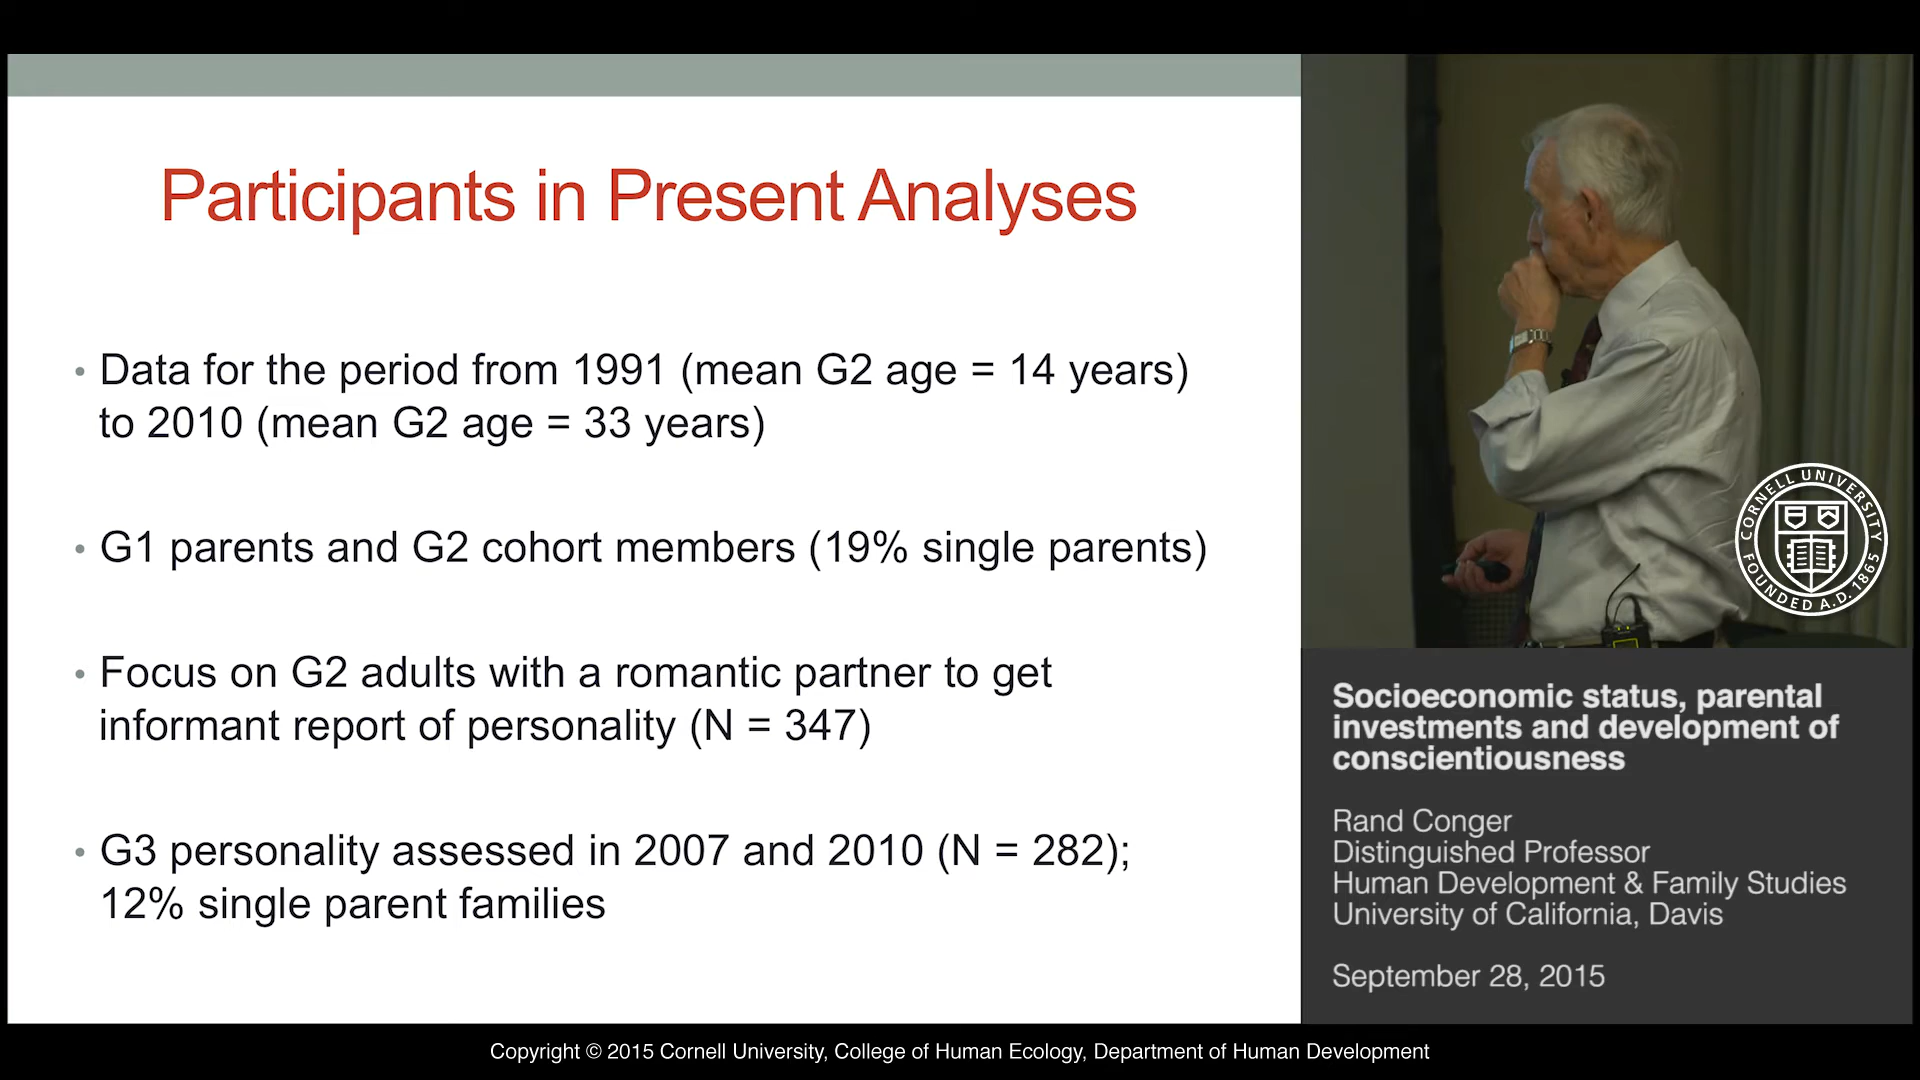 Participants in Present Analyses
• Data for the period from 1991 (mean G2 age = 14 years)
to 2010 (mean G2 age = 33 years)
• G1 parents and G2 cohort members (19% single parents)
• Focus on G2 adults with a romantic partner to get
informant report of personality (N = 347)
• G3 personality assessed in 2007 and 2010 (N = 282);
12% single parent families
CORNELL UNIVERSITY
FOUNDED A.D. 1865
Socioeconomic status, parental
investments and development of
conscientiousness
Rand Conger
Distinguished Professor
Human Development & Family Studies
University of California, Davis
September 28, 2015
Copyright © 2015 Cornell University, College of Human Ecology, Department of Human Development